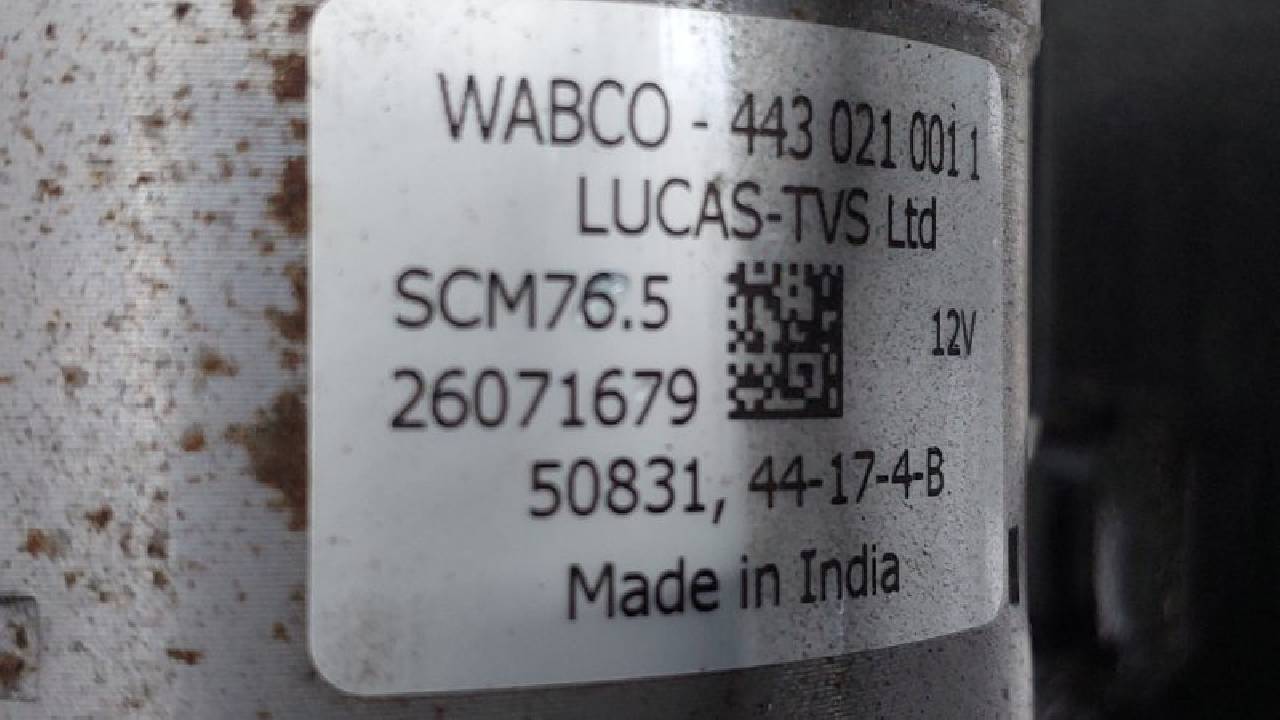 WABCO - 443 021 001 1
LUCAS-TVS Ltd
SCM76.5
12V
26071679
50831, 44-17-4-B
Made in India